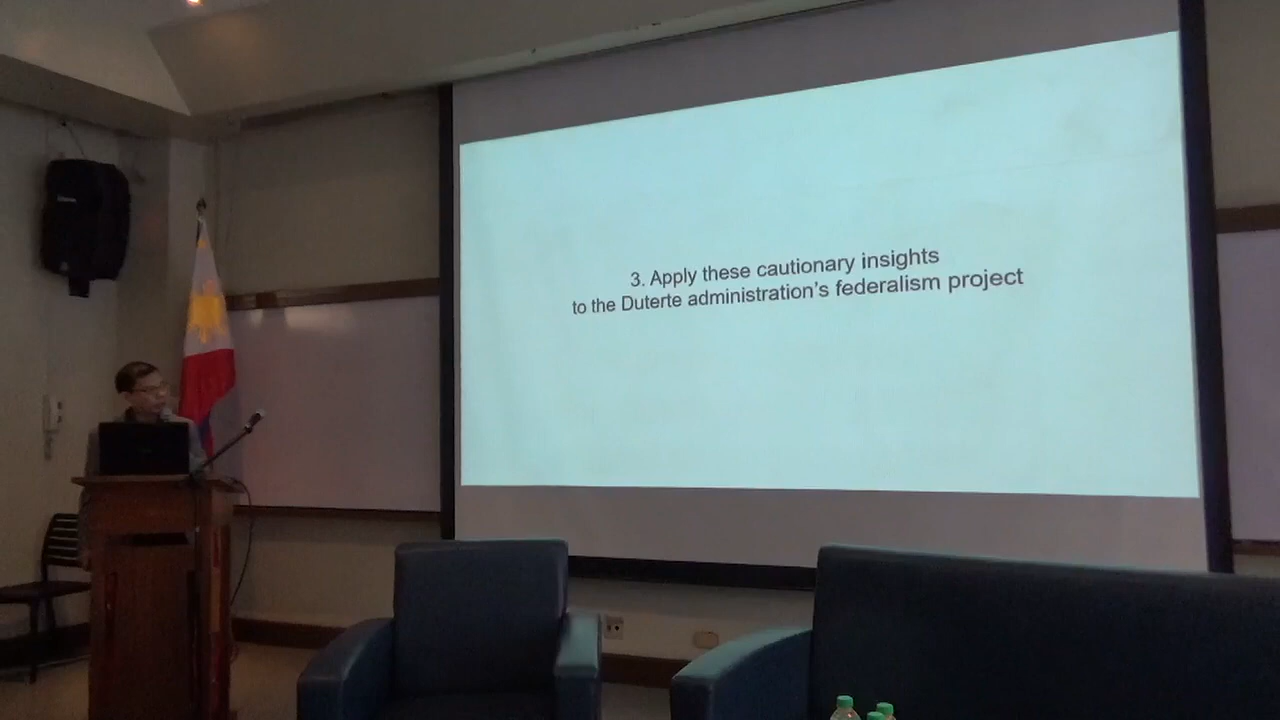 3. Apply these cautionary insights
to the Duterte administration's federalism project